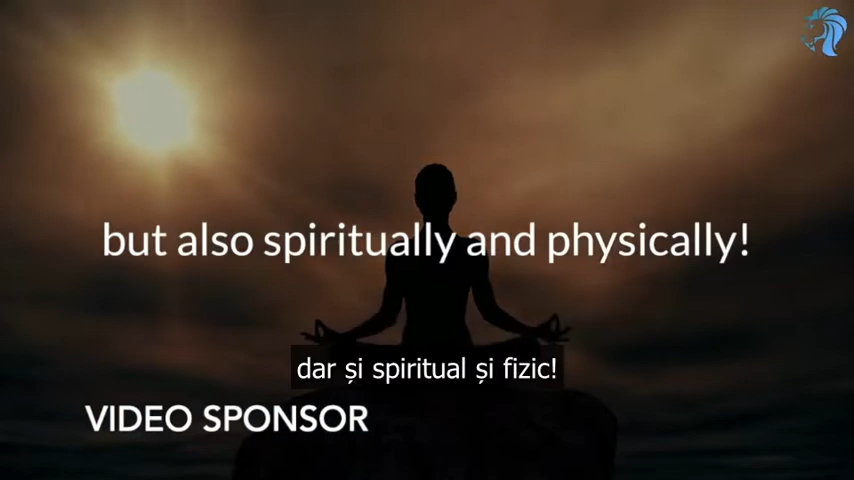 but also spiritually and physically!
dar și spiritual și fizic!
VIDEO SPONSOR